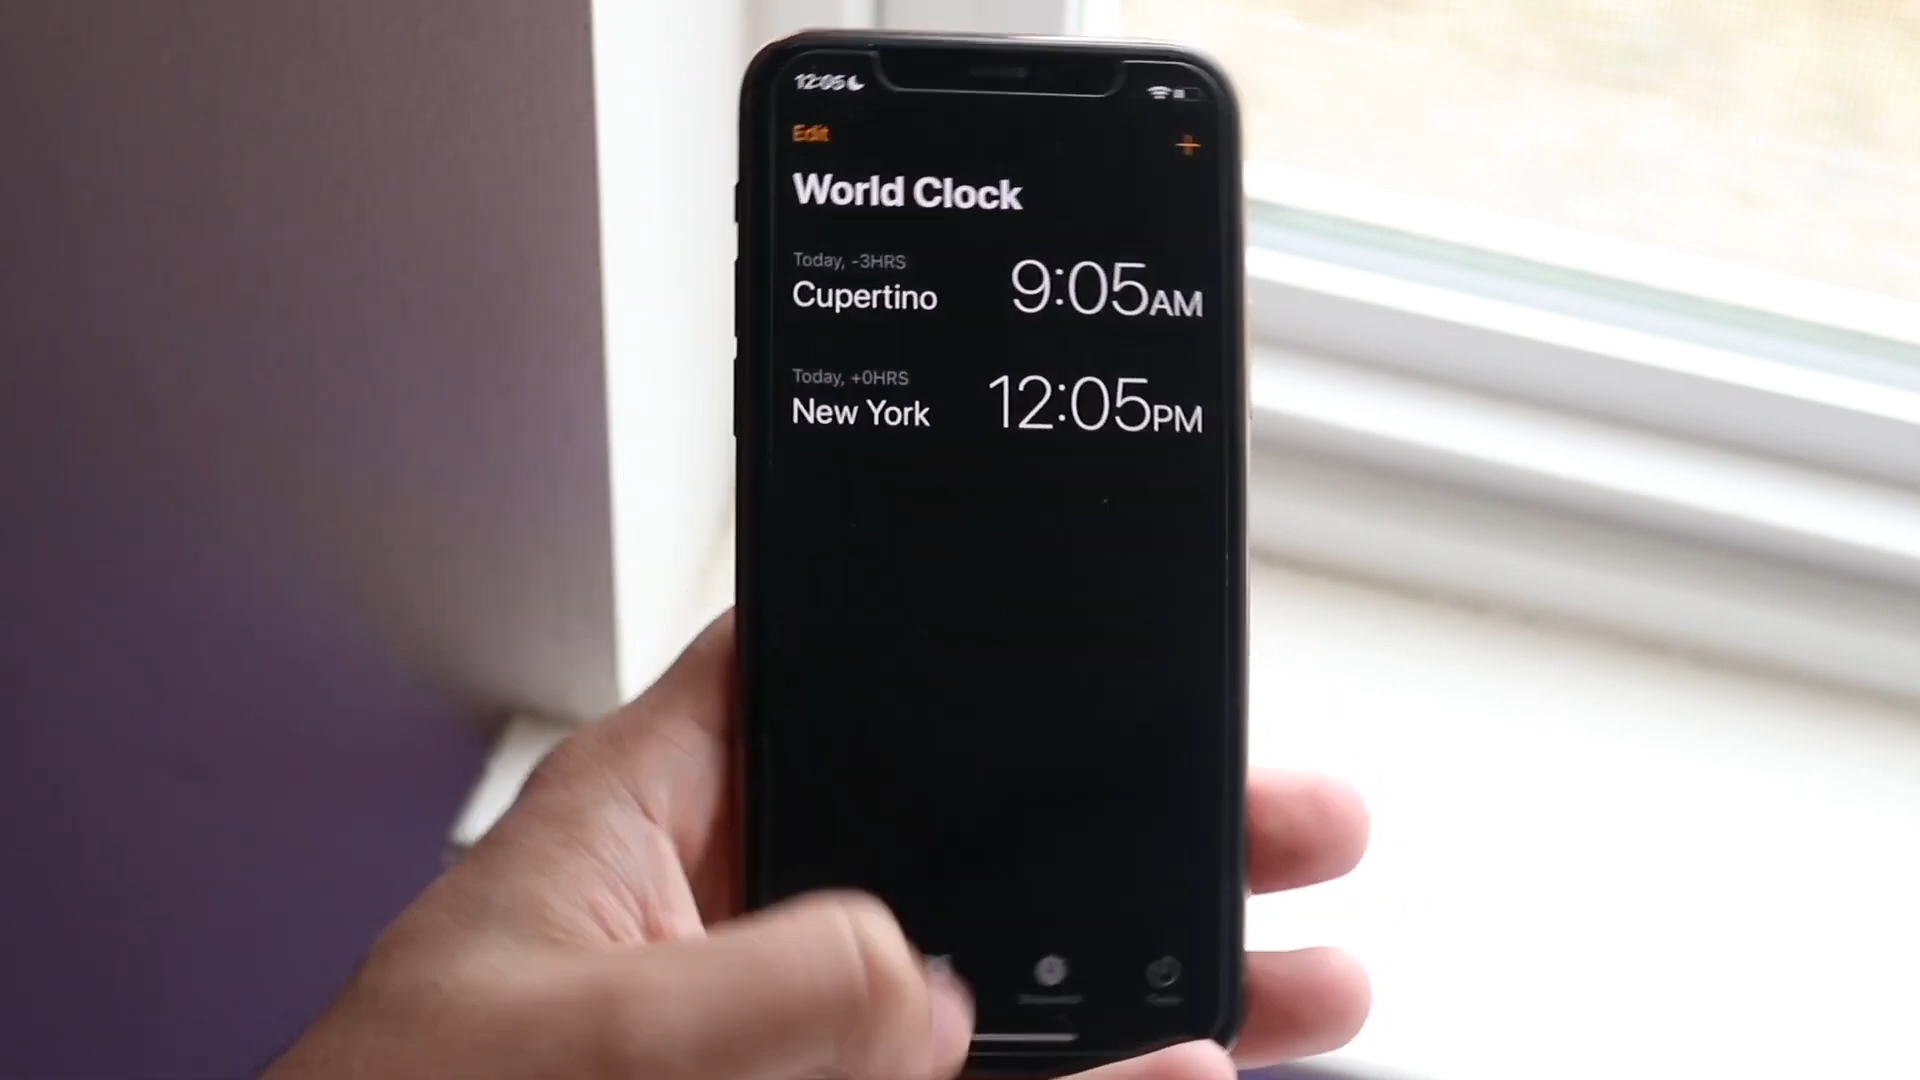 12:05
Edit
+
World Clock
Today, -3HRS
Cupertino
9:05AM
Today, +0HRS
New York
12:05PM